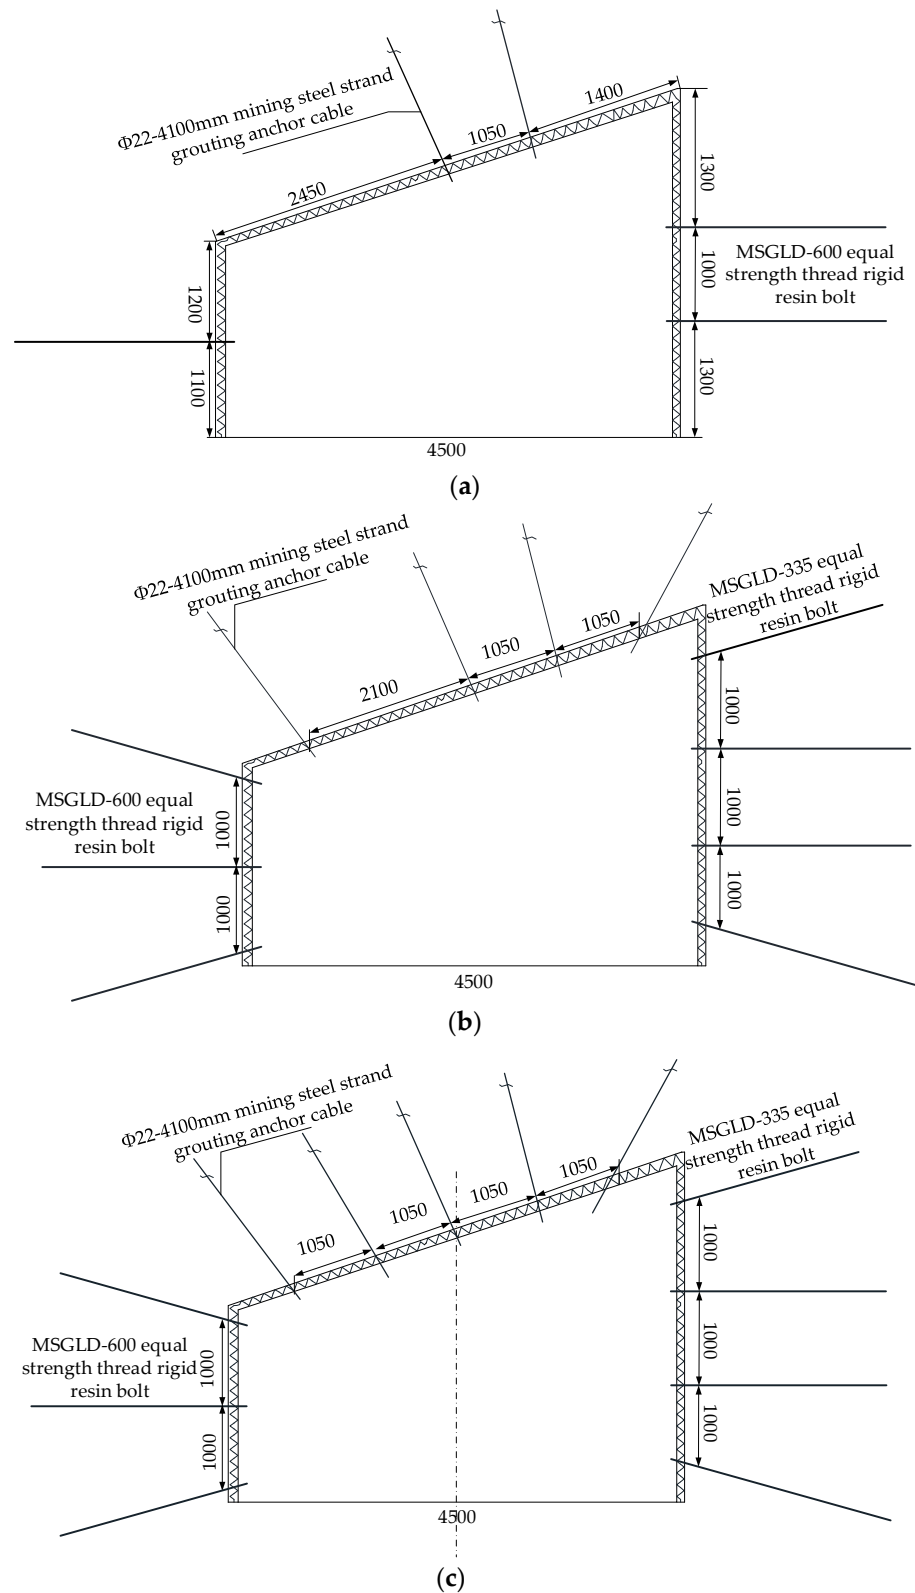 Φ22-4100mm mining steel strand
grouting anchor cable
2450
1050
1400
1200
1100
1300
1000
1300
MSGLD-600 equal
strength thread rigid
resin bolt
4500
(a)
Φ22-4100mm mining steel strand
grouting anchor cable
2100
1050
1050
MSGLD-335 equal
strength thread rigid
resin bolt
MSGLD-600 equal
strength thread rigid
resin bolt
1000
1000
1000
1000
1000
4500
(b)
Φ22-4100mm mining steel strand
grouting anchor cable
1050
1050
1050
1050
MSGLD-335 equal
strength thread rigid
resin bolt
MSGLD-600 equal
strength thread rigid
resin bolt
1000
1000
1000
1000
1000
4500
(c)